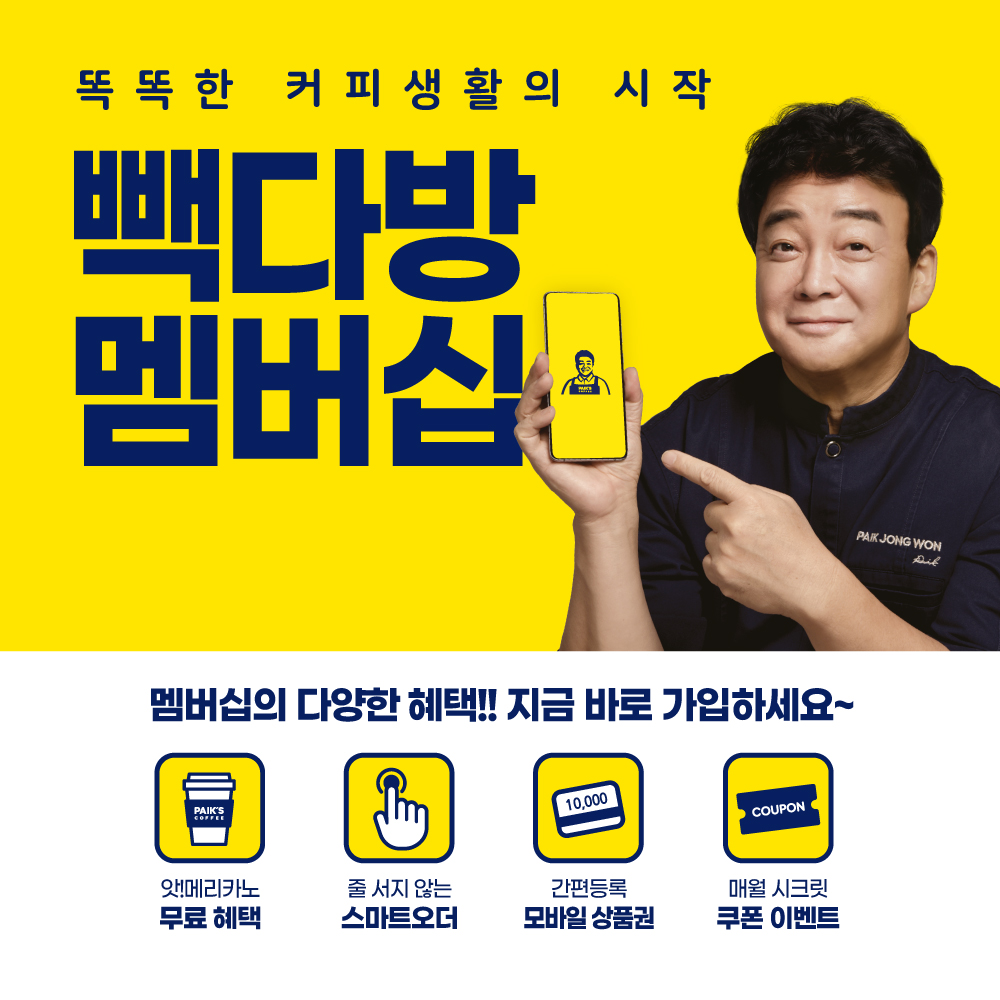 똑똑한 커피생활의 시작
빽다방
멤버십
PAIK'S
COFFEE
PAIK JONG WON
Paik
멤버십의 다양한 혜택!! 지금 바로 가입하세요~
PAIK'S
COFFEE
10,000
COUPON
앗!메리카노
무료 혜택
줄 서지 않는
스마트오더
간편등록
모바일 상품권
매월 시크릿
쿠폰 이벤트